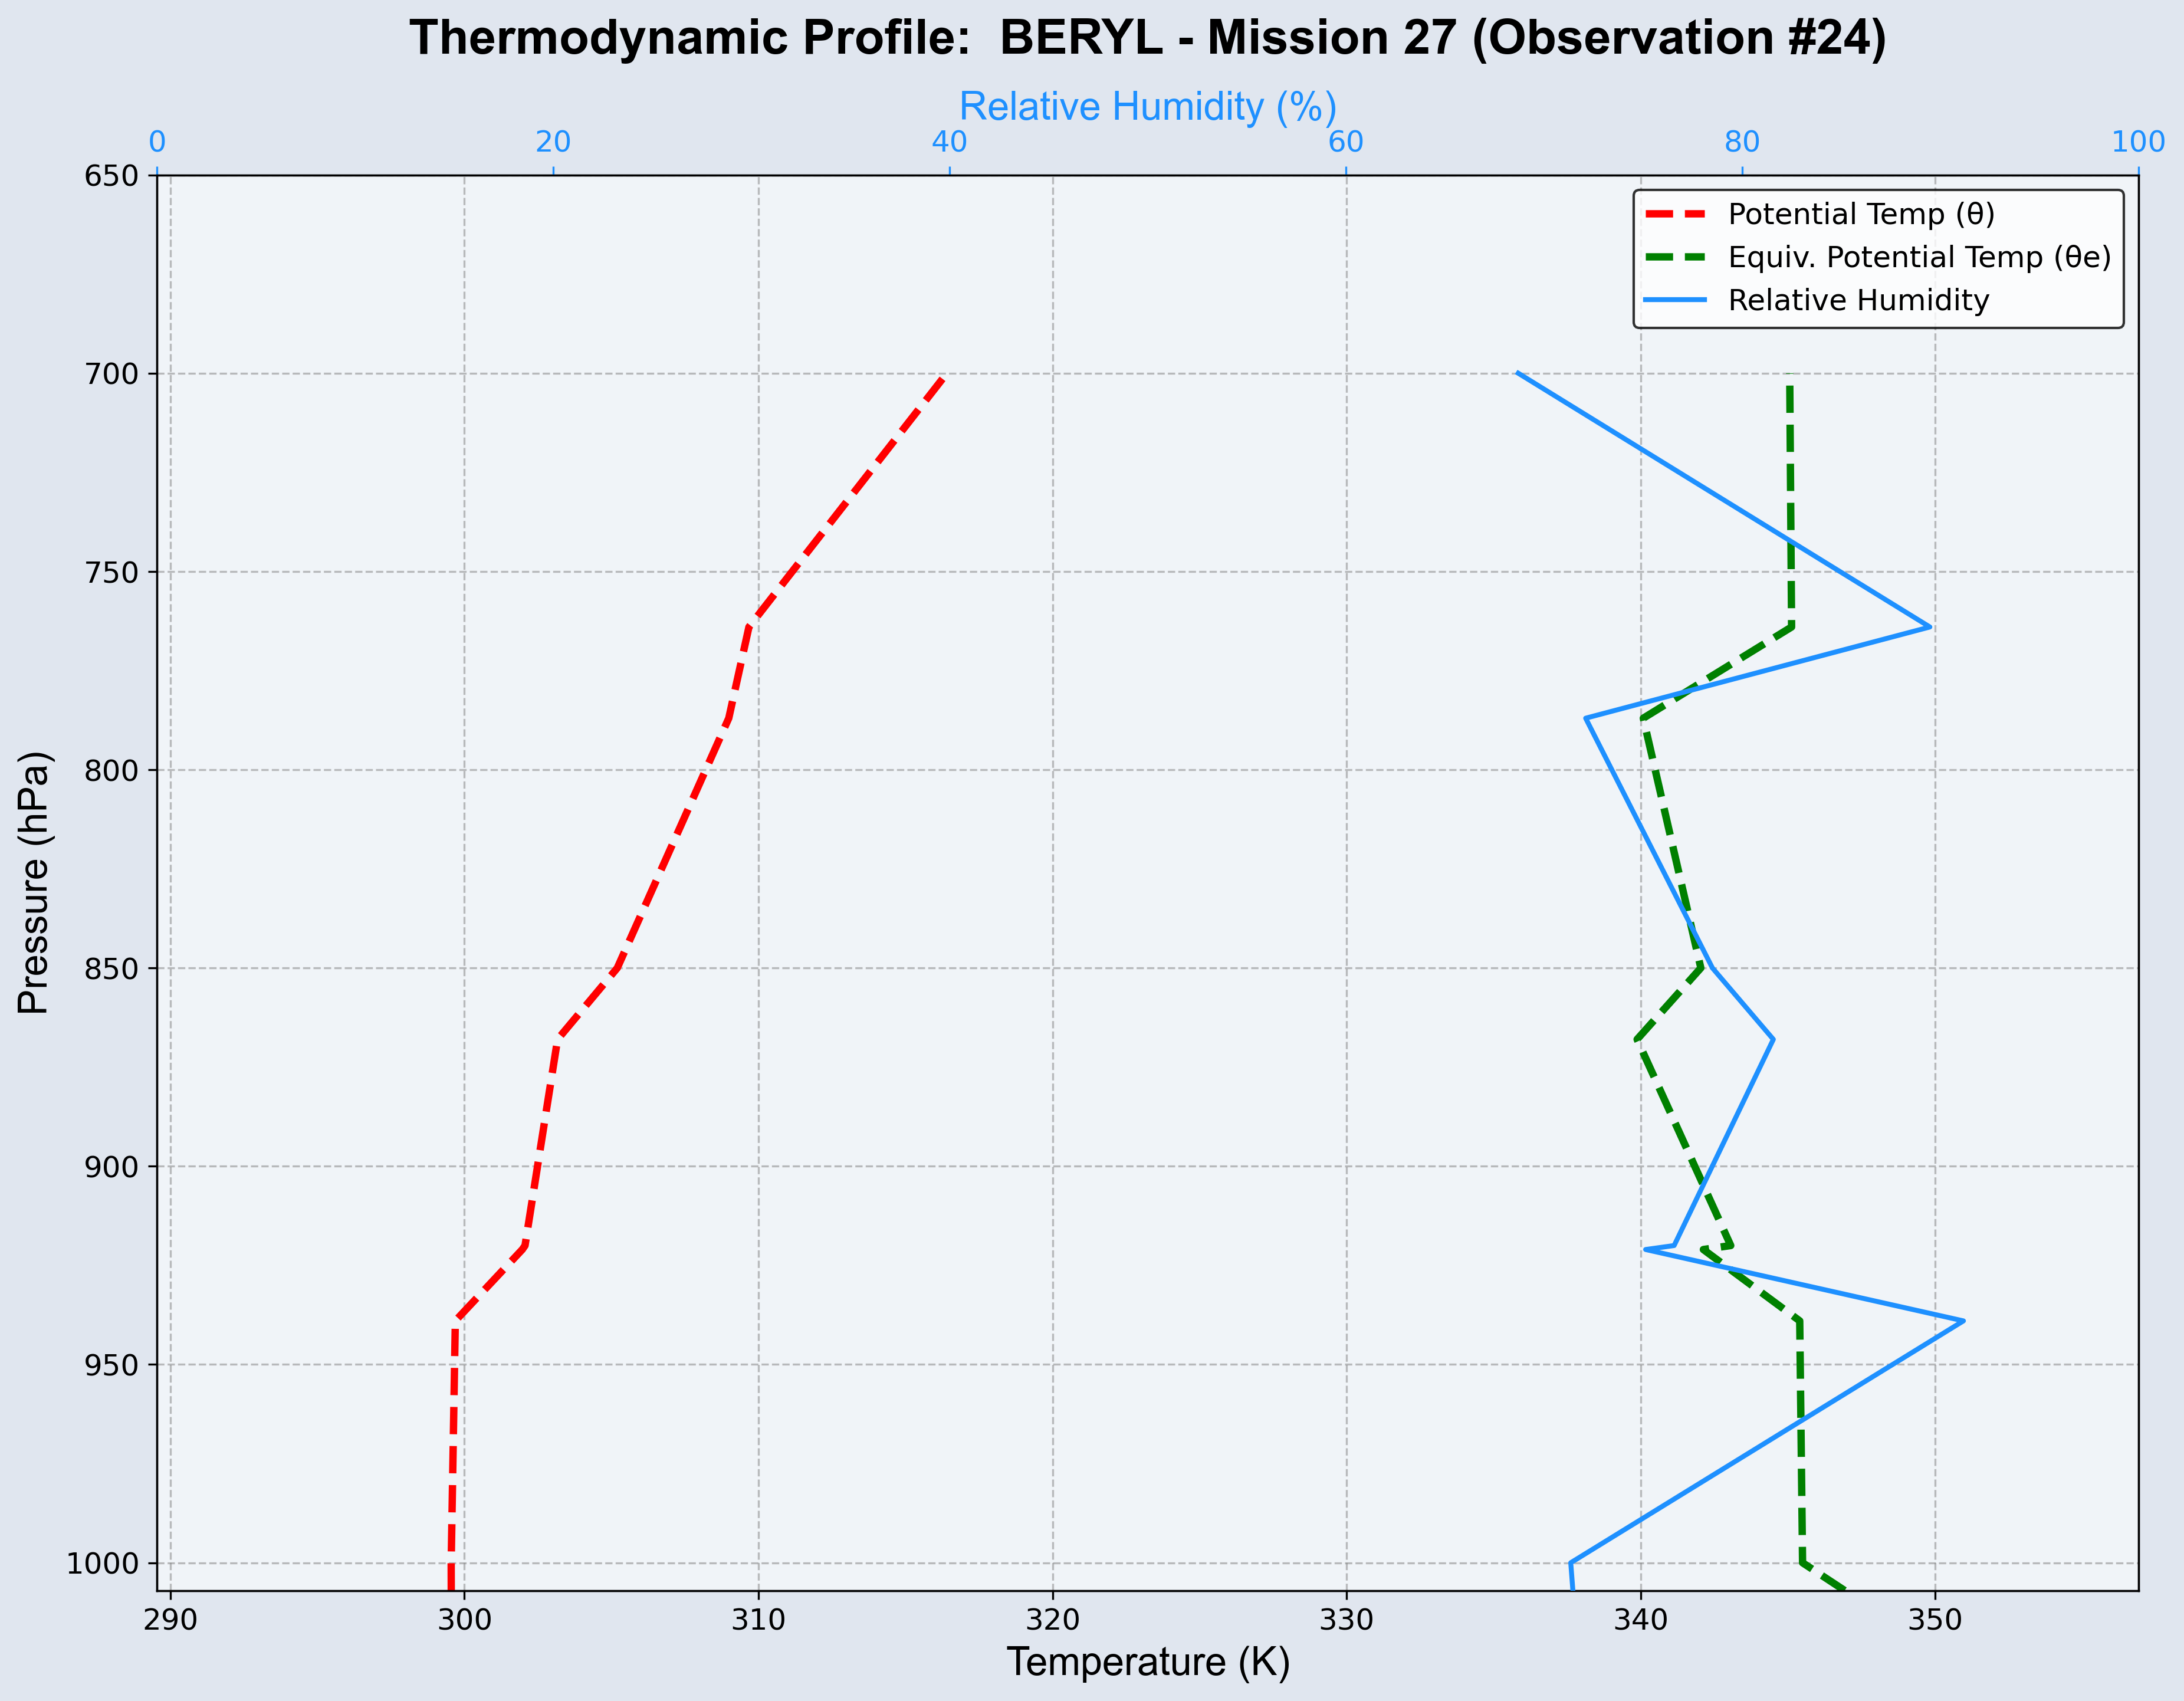 Thermodynamic Profile:  BERYL - Mission 27 (Observation #24)
Relative Humidity (%)
0 20 40 60 80 100
Potential Temp (θ)
Equiv. Potential Temp (θe)
Relative Humidity
Pressure (hPa)
650
700
750
800
850
900
950
1000
290 300 310 320 330 340 350
Temperature (K)